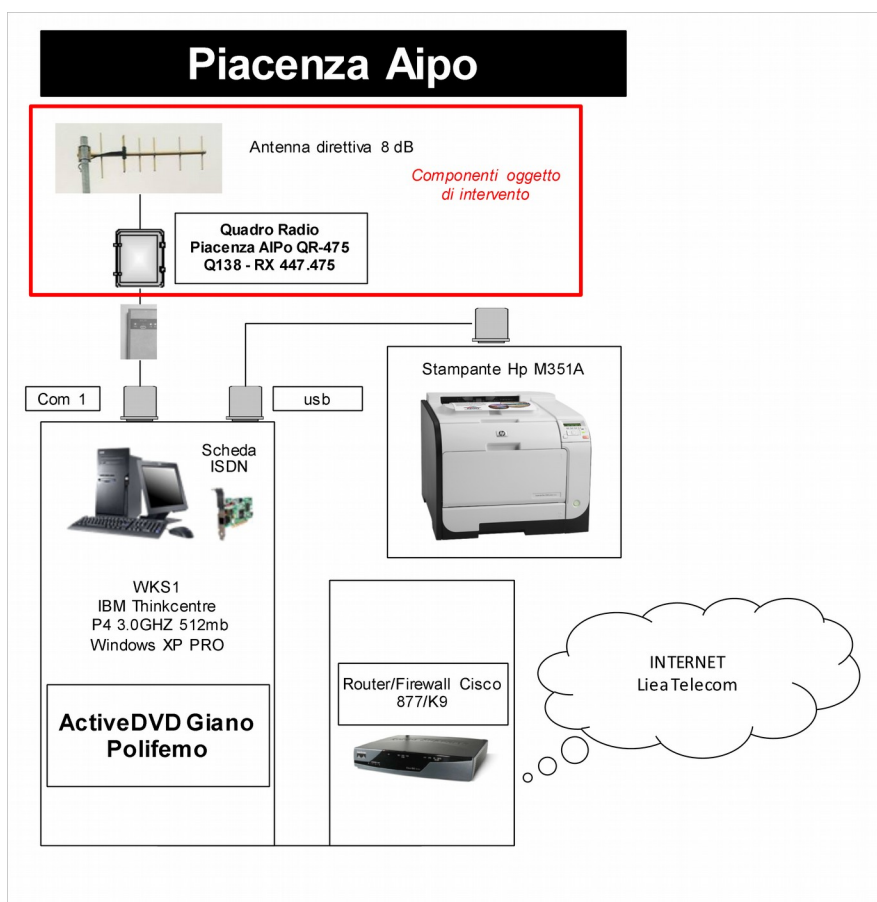 Piacenza Aipo
Antenna direttiva 8 dB
Componenti oggetto
di intervento
Quadro Radio
Piacenza AIPo QR-475
Q138 - RX 447.475
Com 1
usb
Stampante Hp M351A
Scheda
ISDN
WKS1
IBM Thinkcentre
P4 3.0GHZ 512mb
Windows XP PRO
ActiveDVD Giano
Polifemo
Router/Firewall Cisco
877/K9
INTERNET
Liea Telecom